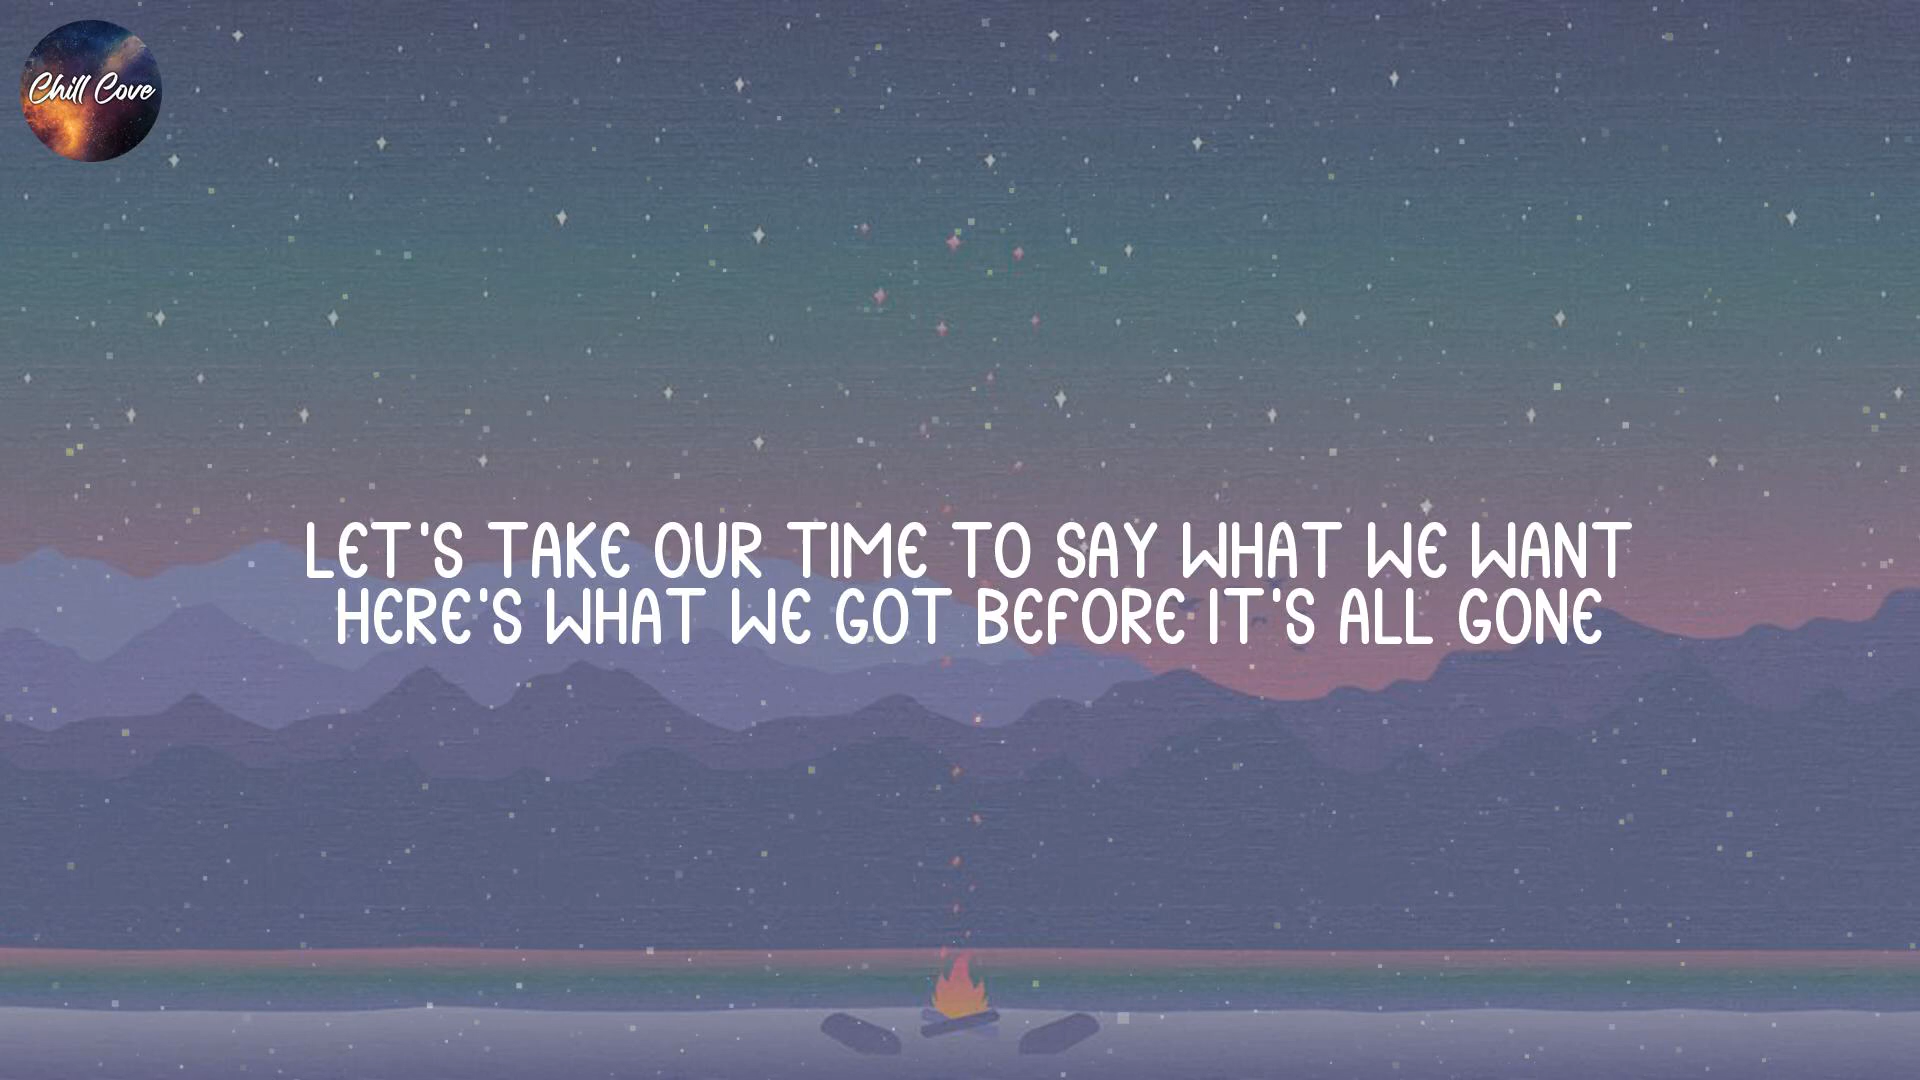 Chill Cove
LET'S TAKE OUR TIME TO SAY WHAT WE WANT
HERE'S WHAT WE GOT BEFORE IT'S ALL GONE